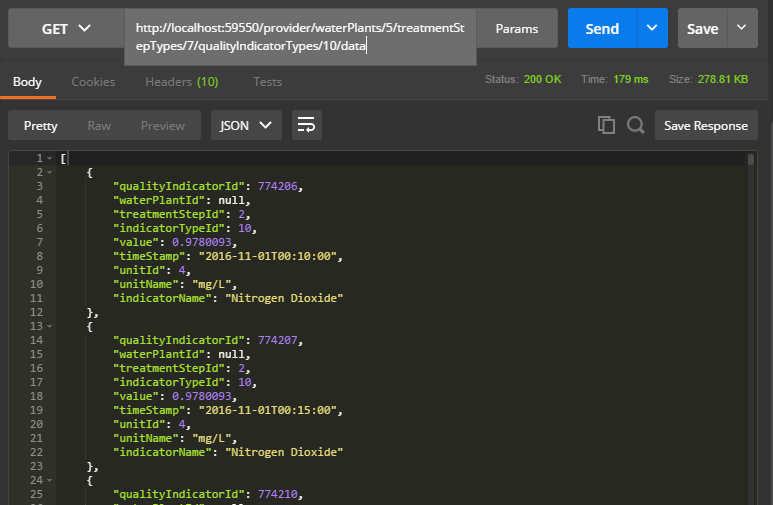 GET
http://localhost:59550/provider/waterPlants/5/treatmentSt
epTypes/7/qualityIndicatorTypes/10/data
Params
Send
Save
Body Cookies Headers (10) Tests Status: 200 OK Time: 179 ms Size: 278.81 KB
Pretty Raw Preview JSON Save Response
1 [
2 {
3 "qualityIndicatorId": 774206,
4 "waterPlantId": null,
5 "treatmentStepId": 2,
6 "indicatorTypeId": 10,
7 "value": 0.9780093,
8 "timeStamp": "2016-11-01T00:10:00",
9 "unitId": 4,
10 "unitName": "mg/L",
11 "indicatorName": "Nitrogen Dioxide"
12 },
13 {
14 "qualityIndicatorId": 774207,
15 "waterPlantId": null,
16 "treatmentStepId": 2,
17 "indicatorTypeId": 10,
18 "value": 0.9780093,
19 "timeStamp": "2016-11-01T00:15:00",
20 "unitId": 4,
21 "unitName": "mg/L",
22 "indicatorName": "Nitrogen Dioxide"
23 },
24 {
25 "qualityIndicatorId": 774210,